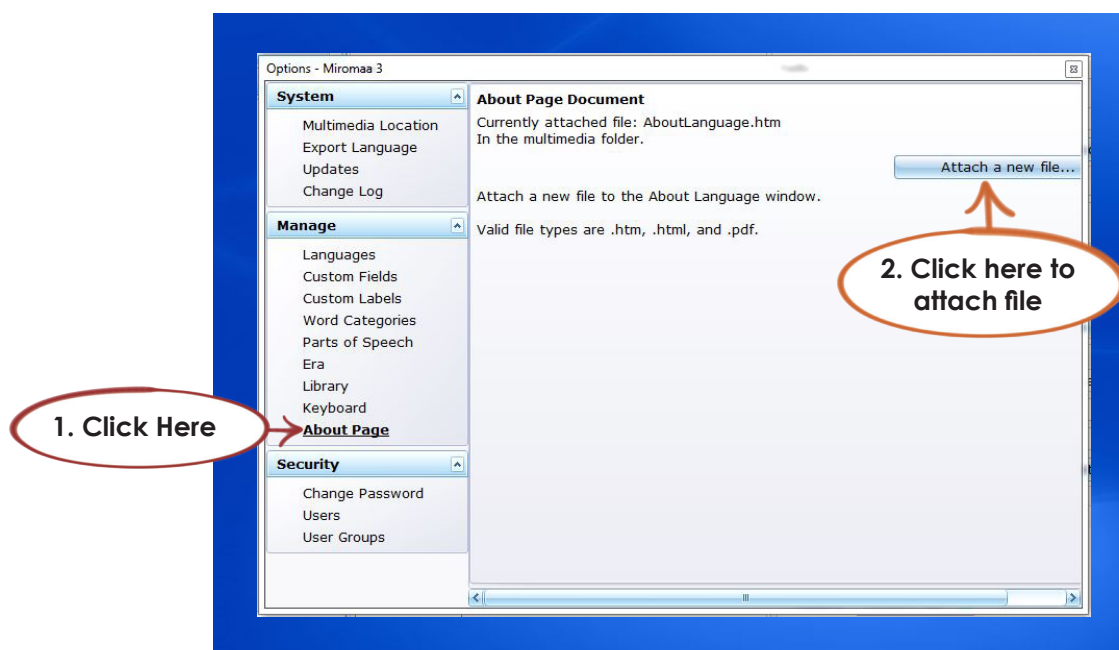 Options - Miromaa 3
System
Multimedia Location
Export Language
Updates
Change Log
Manage
Languages
Custom Fields
Custom Labels
Word Categories
Parts of Speech
Era
Library
Keyboard
About Page
Security
Change Password
Users
User Groups
About Page Document
Currently attached file: AboutLanguage.htm
In the multimedia folder.
Attach a new file...
Attach a new file to the About Language window.
Valid file types are .htm, .html, and .pdf.
1. Click Here
2. Click here to
attach file